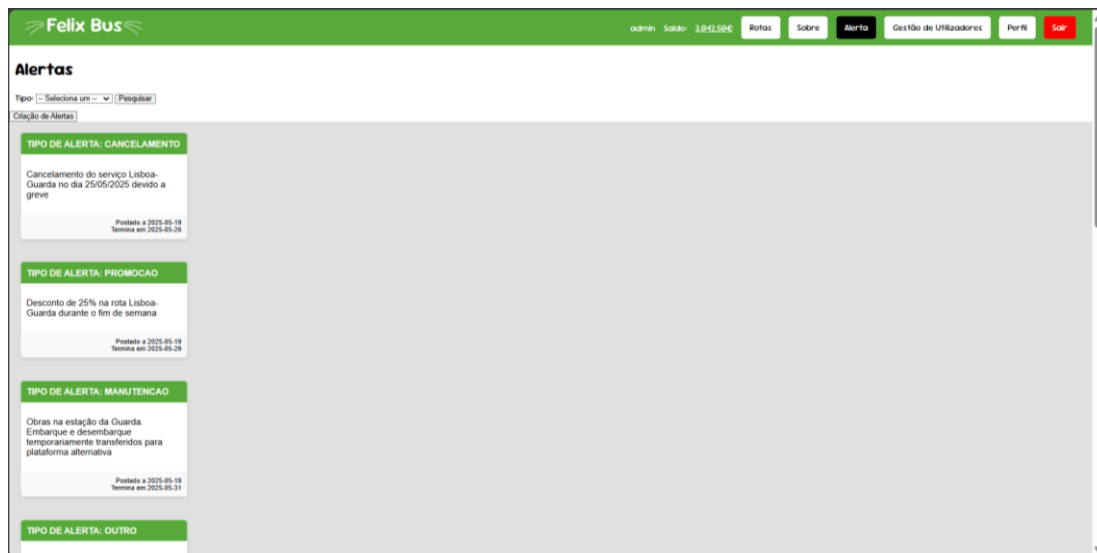 Felix Bus
admin Saldo: 3.042,50€ Rotas Sobre Alerta Gestão de Utilizadores Perfil Sair
Alertas
Tipo: -- Seleciona um -- Pesquisar
Criação de Alertas
TIPO DE ALERTA: CANCELAMENTO
Cancelamento do serviço Lisboa-
Guarda no dia 25/05/2025 devido a
greve
Postado a 2025-05-19
Termina em 2025-05-26
TIPO DE ALERTA: PROMOCAO
Desconto de 25% na rota Lisboa-
Guarda durante o fim de semana
Postado a 2025-05-19
Termina em 2025-05-29
TIPO DE ALERTA: MANUTENCAO
Obras na estação da Guarda.
Embarque e desembarque
temporariamente transferidos para
plataforma alternativa
Postado a 2025-05-19
Termina em 2025-05-31
TIPO DE ALERTA: OUTRO